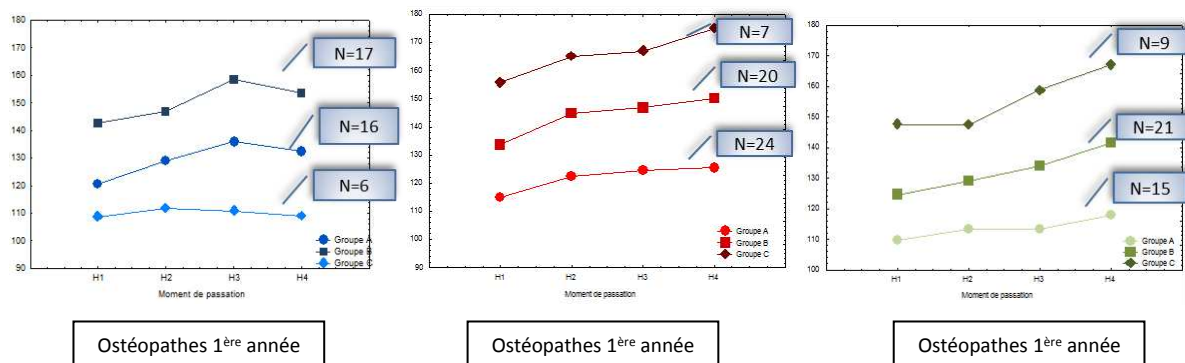 180
170
160
150
140
130
120
110
100
90
H1
H2
H3
H4
Moment de passation
N=17
N=16
N=6
Groupe A
Groupe B
Groupe C
Ostéopathes 1ère année
180
170
160
150
140
130
120
110
100
90
H1
H2
H3
H4
Moment de passation
N=7
N=20
N=24
Groupe A
Groupe B
Groupe C
Ostéopathes 1ère année
180
170
160
150
140
130
120
110
100
H1
H2
H3
H4
Moment de passation
N=9
N=21
N=15
Groupe A
Groupe B
Groupe C
Ostéopathes 1ère année